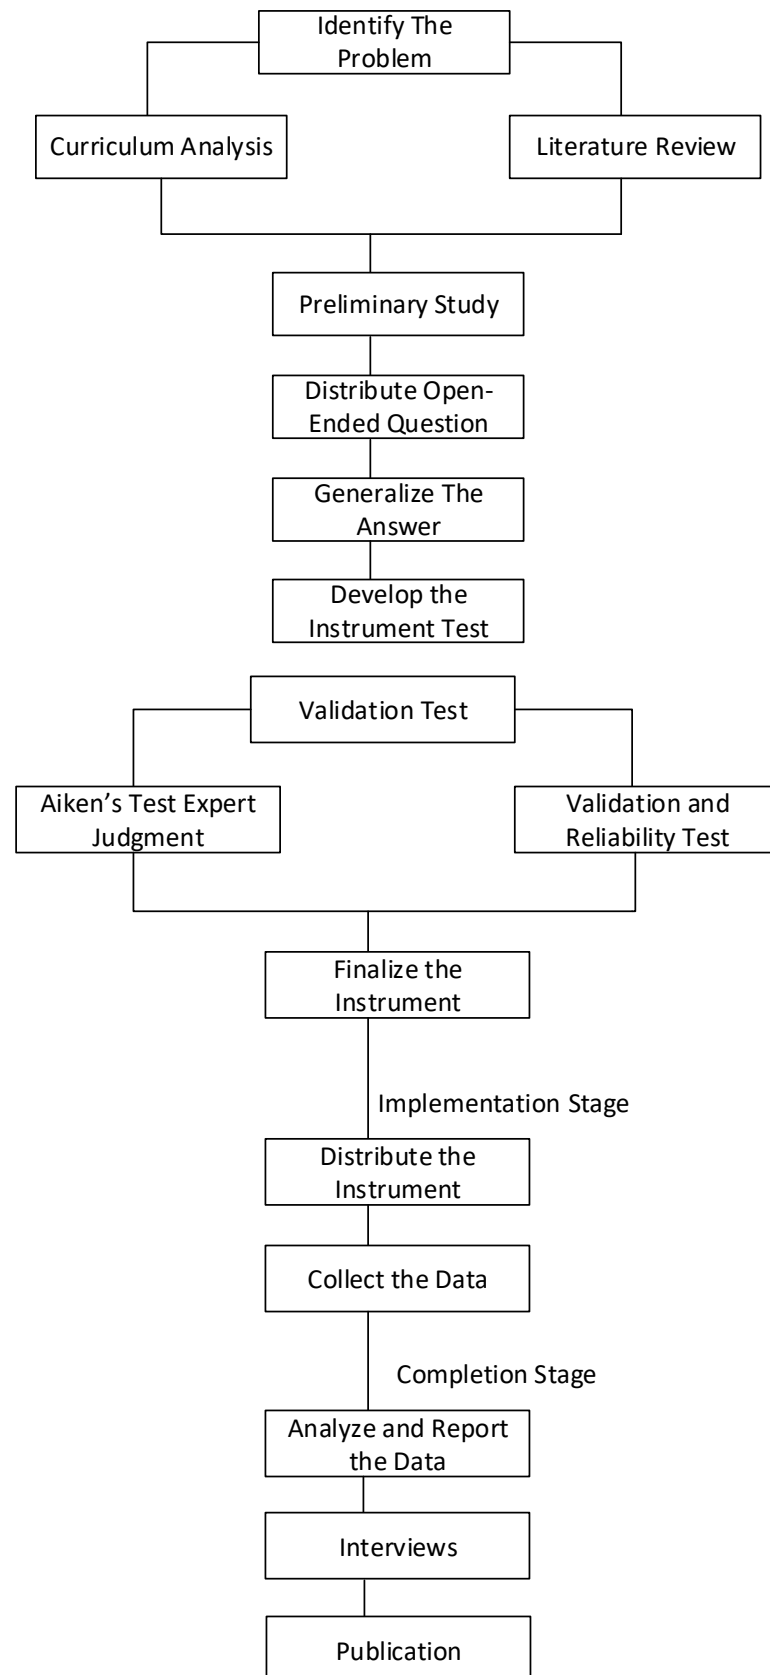 Identify The
Problem
Curriculum Analysis
Literature Review
Preliminary Study
Distribute Open-
Ended Question
Generalize The
Answer
Develop the
Instrument Test
Validation Test
Aiken’s Test Expert
Judgment
Validation and
Reliability Test
Finalize the
Instrument
Implementation Stage
Distribute the
Instrument
Collect the Data
Completion Stage
Analyze and Report
the Data
Interviews
Publication